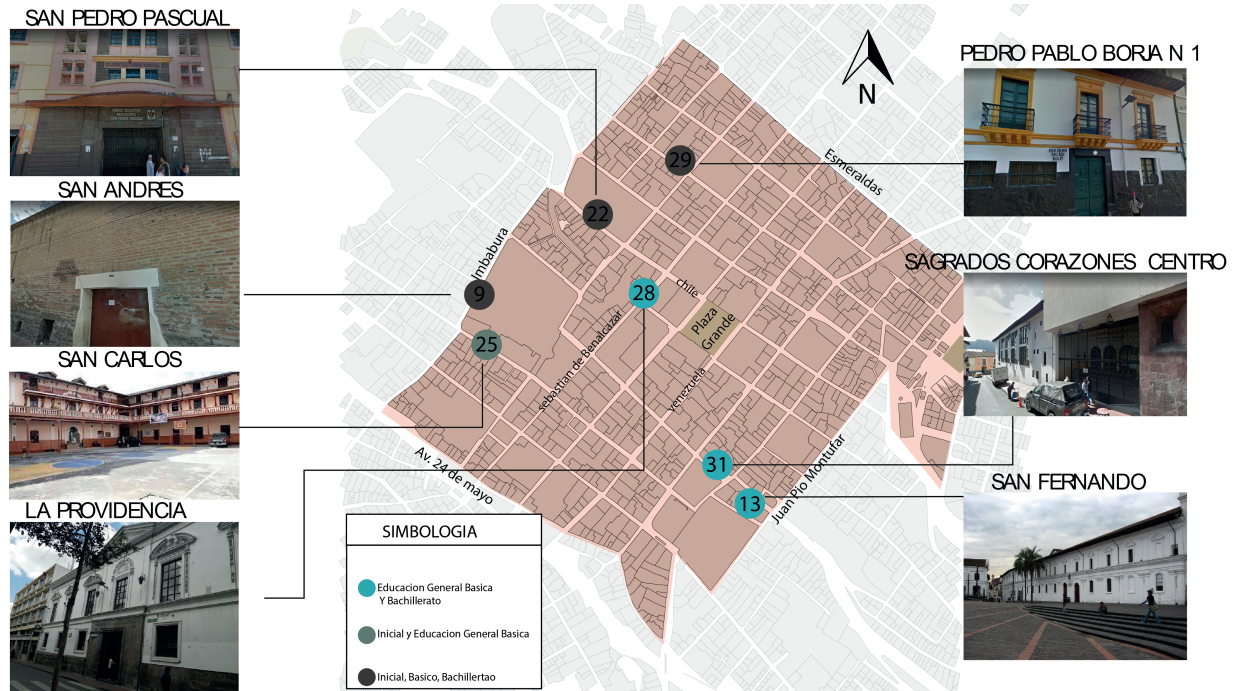 SAN PEDRO PASCUAL
SAN ANDRES
SAN CARLOS
LA PROVIDENCIA
N
Esmeraldas
29
22
Imbabura
9
25
28
chile
Plaza
Grande
sebastian de Benalcazar
venezuela
31
13
Juan Pio Montufar
Av. 24 de mayo
SIMBOLOGIA
Educacion General Basica
Y Bachillerato
Inicial y Educacion General Basica
Inicial, Basico, Bachillertao
PEDRO PABLO BORJA N 1
SAGRADOS CORAZONES CENTRO
SAN FERNANDO